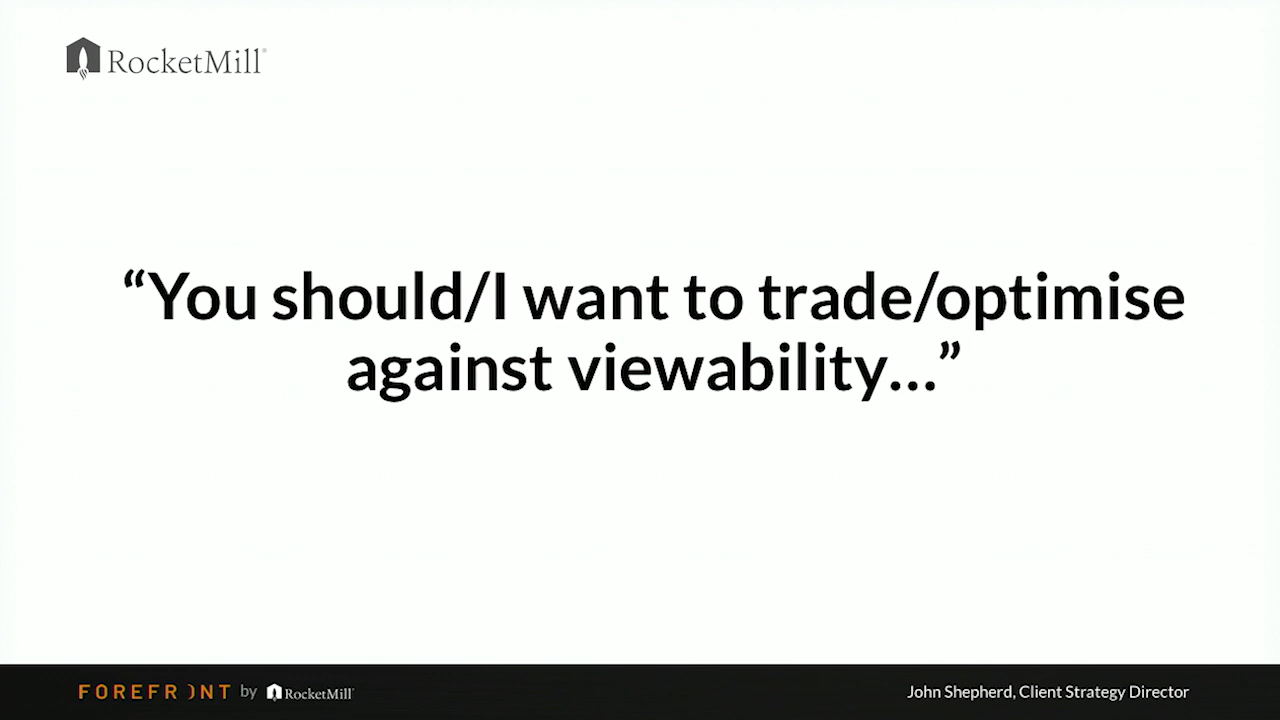 RocketMill®
“You should/I want to trade/optimise
against viewability...”
FOREFRONT by RocketMill
John Shepherd, Client Strategy Director